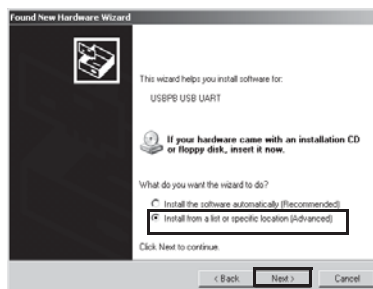 Found New Hardware Wizard
This wizard helps you install software for:
USBPB USB UART
If your hardware came with an installation CD
or floppy disk, insert it now.
What do you want the wizard to do?
Install the software automatically (Recommended)
Install from a list or specific location (Advanced)
Click Next to continue.
< Back Next > Cancel